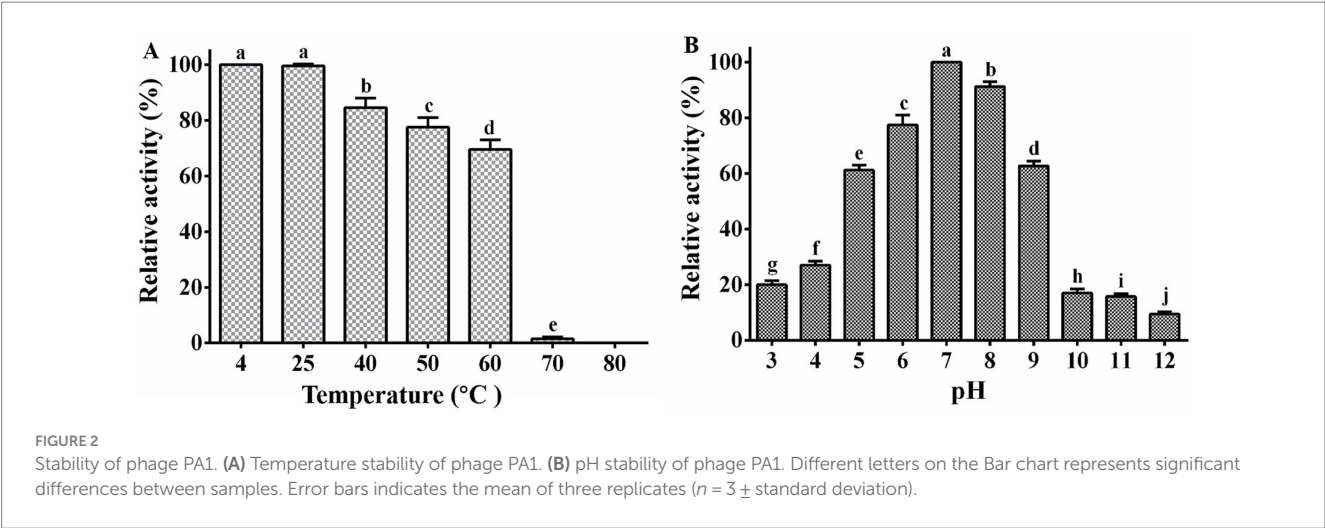 A
a
a
b
c
d
e
100
80
60
40
20
0
Relative activity (%)
4 25 40 50 60 70 80
Temperature (°C )
B
g
f
e
c
a
b
d
h
i
j
100
80
60
40
20
0
Relative activity (%)
3 4 5 6 7 8 9 10 11 12
pH
FIGURE 2
Stability of phage PA1. (A) Temperature stability of phage PA1. (B) pH stability of phage PA1. Different letters on the Bar chart represents significant
differences between samples. Error bars indicates the mean of three replicates (n = 3 ± standard deviation).